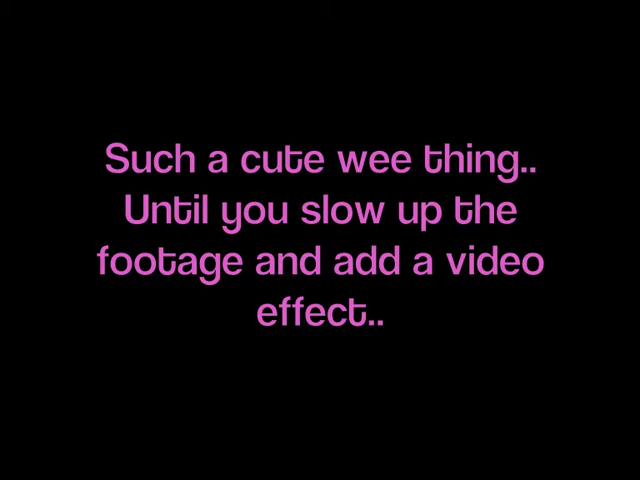 Such a cute wee thing..
Until you slow up the
footage and add a video
effect..